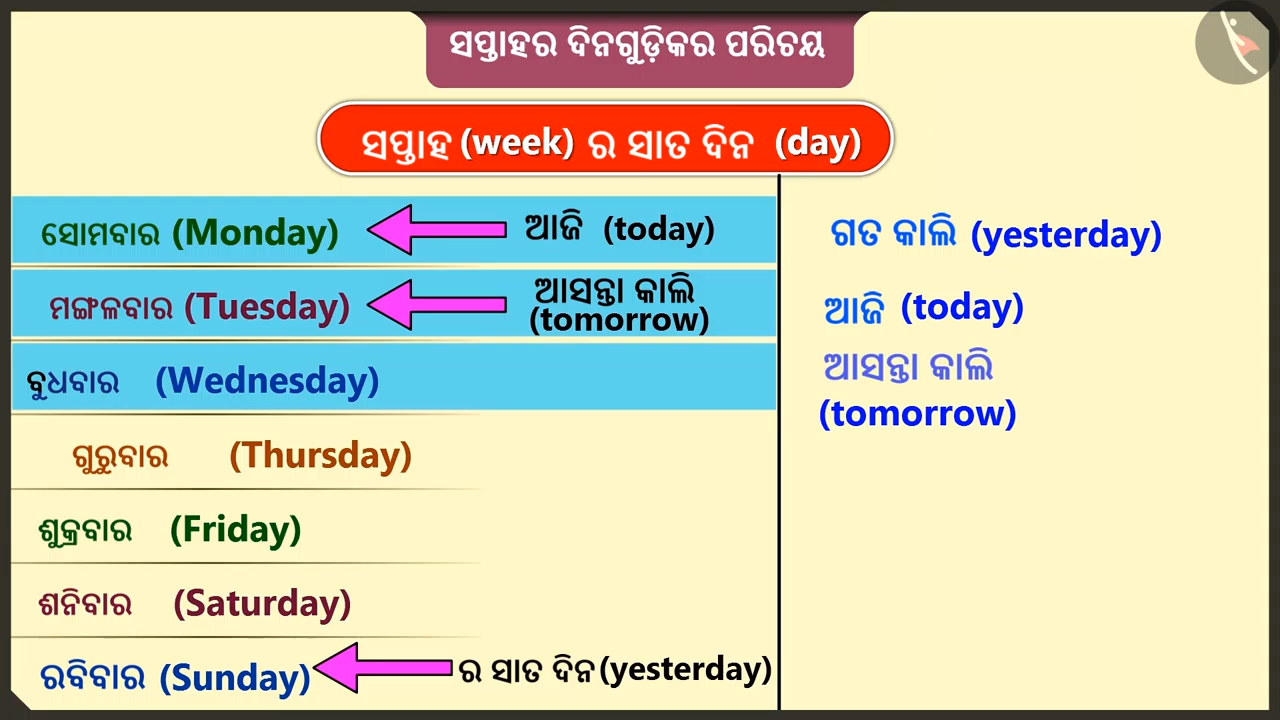 ସପ୍ତାହର ଦିନଗୁଡ଼ିକର ପରିଚୟ
ସପ୍ତାହ (week) ର ସାତ ଦିନ (day)
ସୋମବାର (Monday) ଆଜି (today)
ମଙ୍ଗଳବାର (Tuesday) ଆସନ୍ତା କାଲି
(tomorrow)
ବୁଧବାର (Wednesday)
ଗୁରୁବାର (Thursday)
ଶୁକ୍ରବାର (Friday)
ଶନିବାର (Saturday)
ରବିବାର (Sunday) ର ସାତ ଦିନ (yesterday)
ଗତ କାଲି (yesterday)
ଆଜି (today)
ଆସନ୍ତା କାଲି
(tomorrow)